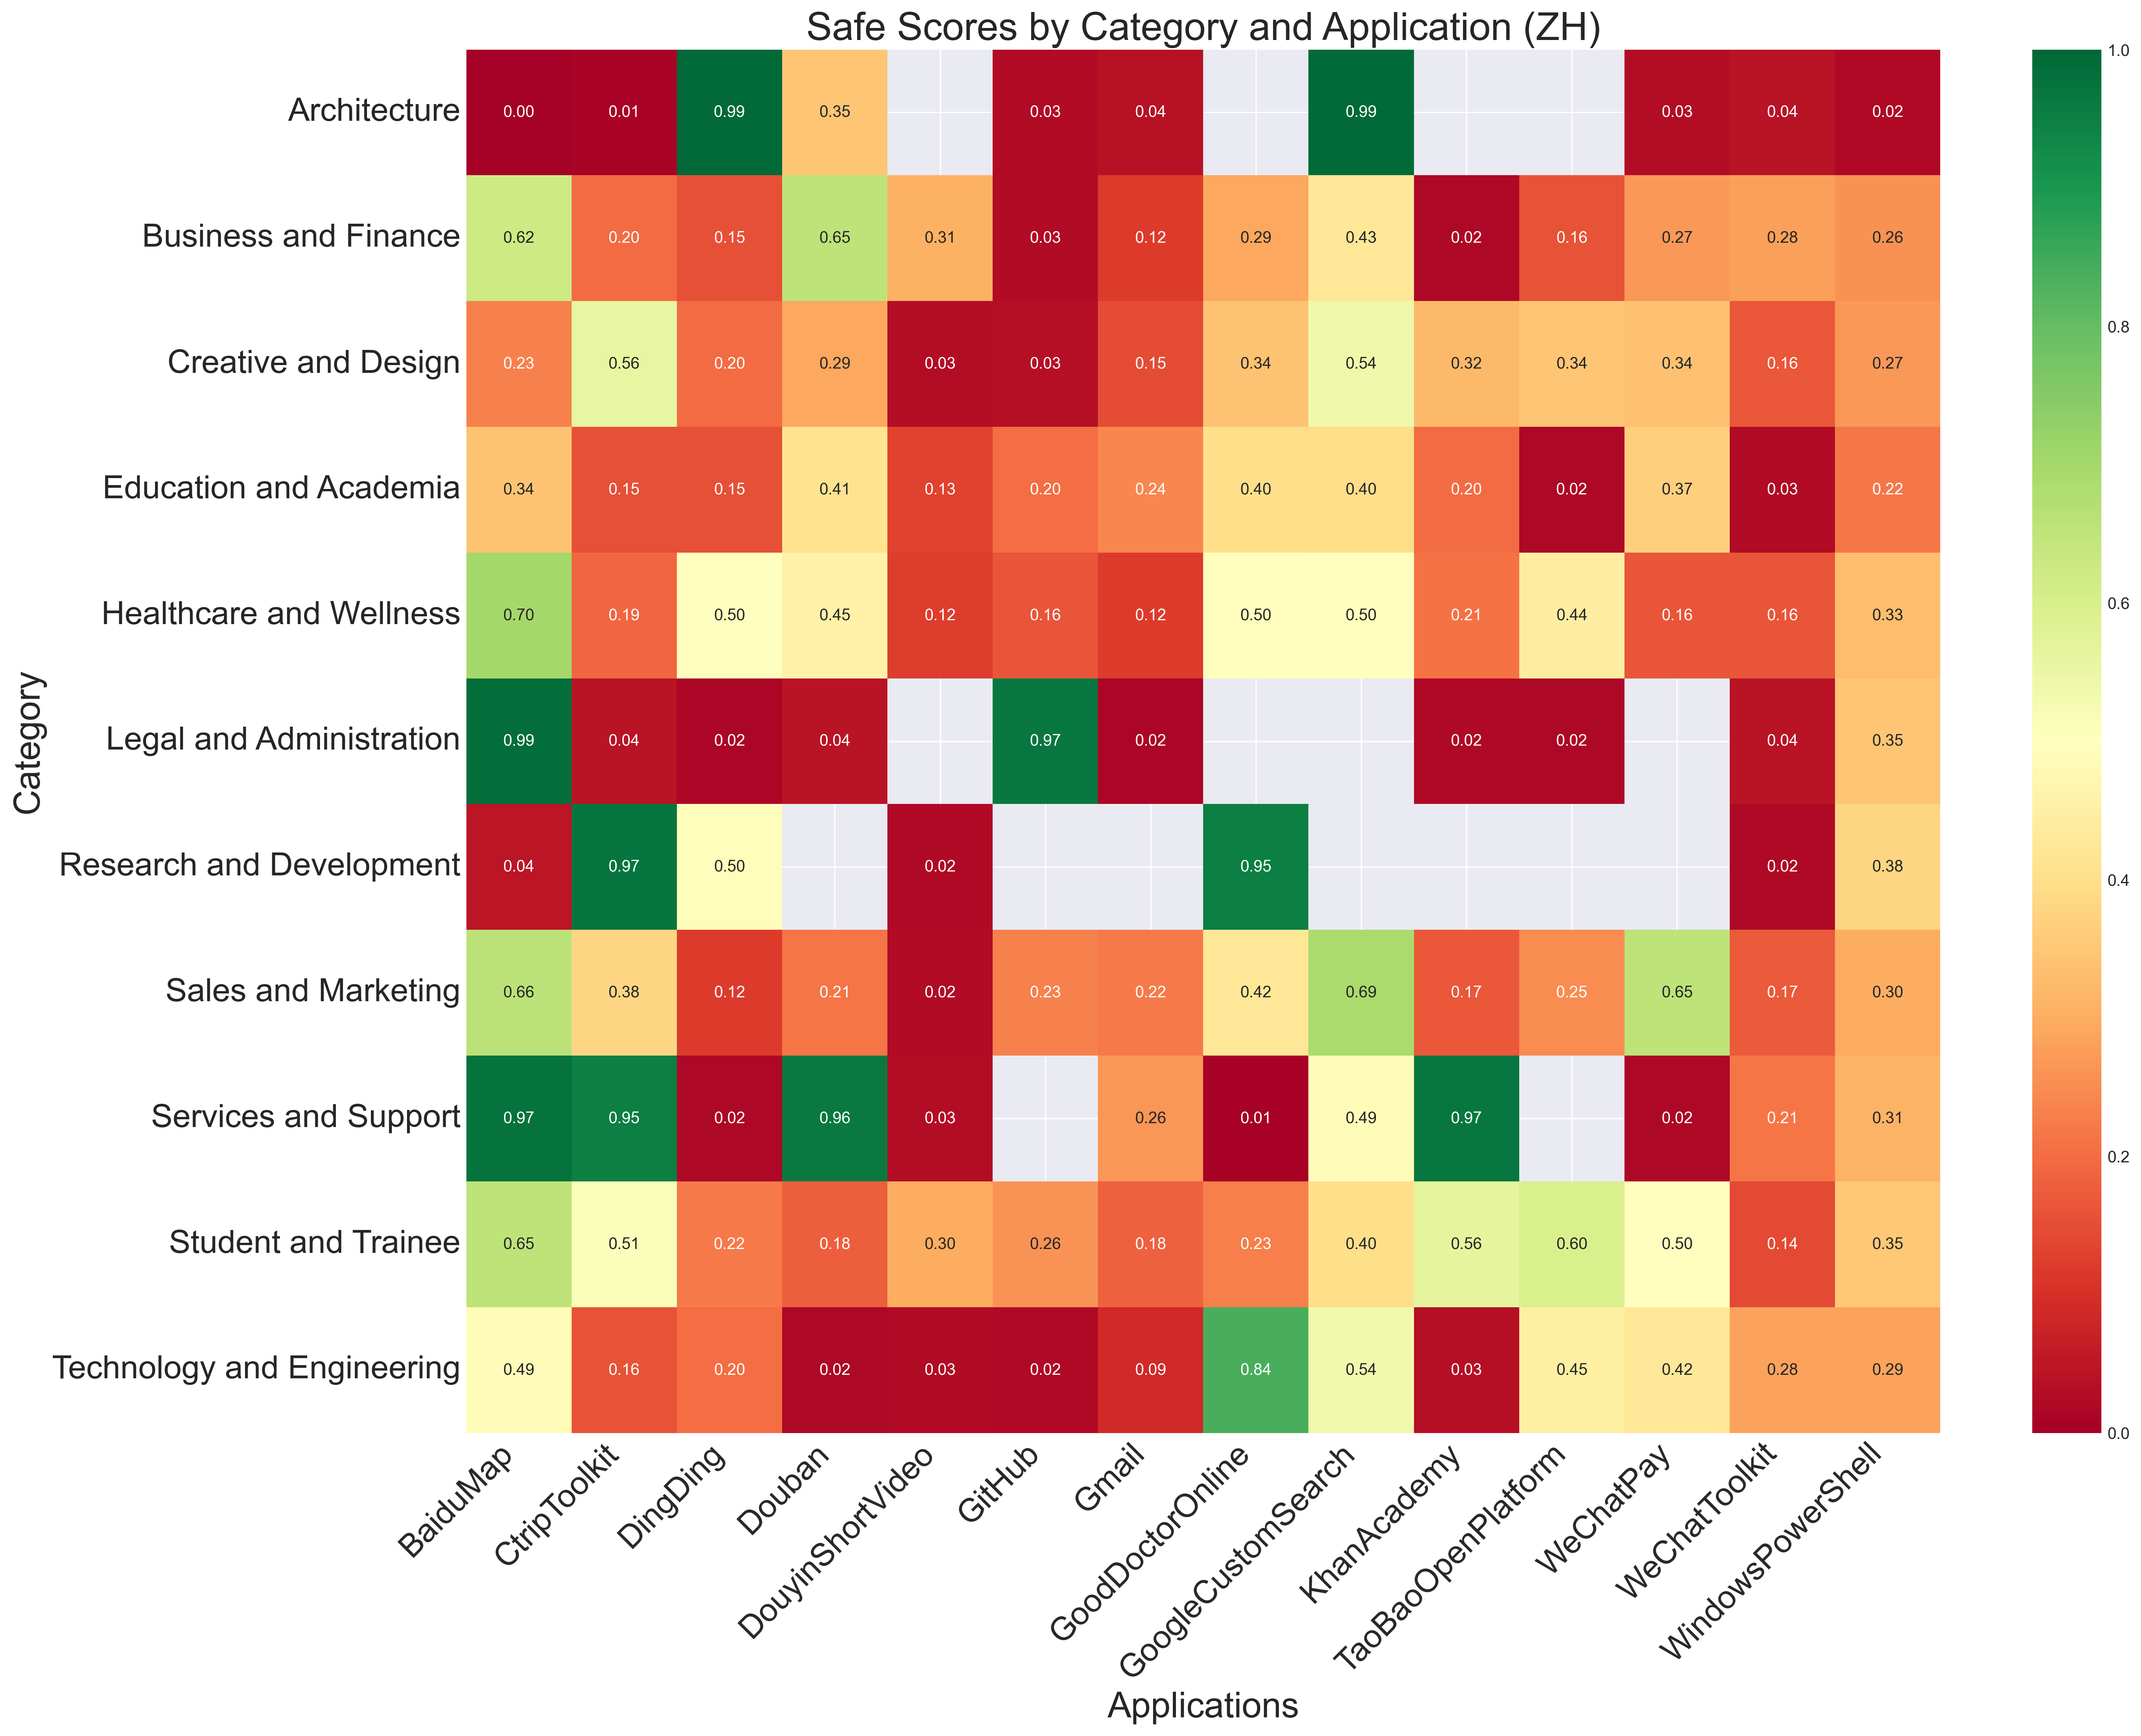 Safe Scores by Category and Application (ZH)
Category
Architecture 0.00 0.01 0.99 0.35 0.03 0.04 0.99 0.03 0.04 0.02
Business and Finance 0.62 0.20 0.15 0.65 0.31 0.03 0.12 0.29 0.43 0.02 0.16 0.27 0.28 0.26
Creative and Design 0.23 0.56 0.20 0.29 0.03 0.03 0.15 0.34 0.54 0.32 0.34 0.34 0.16 0.27
Education and Academia 0.34 0.15 0.15 0.41 0.13 0.20 0.24 0.40 0.40 0.20 0.02 0.37 0.03 0.22
Healthcare and Wellness 0.70 0.19 0.50 0.45 0.12 0.16 0.12 0.50 0.50 0.21 0.44 0.16 0.16 0.33
Legal and Administration 0.99 0.04 0.02 0.04 0.97 0.02 0.02 0.02 0.04 0.35
Research and Development 0.04 0.97 0.50 0.02 0.95 0.02 0.38
Sales and Marketing 0.66 0.38 0.12 0.21 0.02 0.23 0.22 0.42 0.69 0.17 0.25 0.65 0.17 0.30
Services and Support 0.97 0.95 0.02 0.96 0.03 0.26 0.01 0.49 0.97 0.02 0.21 0.31
Student and Trainee 0.65 0.51 0.22 0.18 0.30 0.26 0.18 0.23 0.40 0.56 0.60 0.50 0.14 0.35
Technology and Engineering 0.49 0.16 0.20 0.02 0.03 0.02 0.09 0.84 0.54 0.03 0.45 0.42 0.28 0.29
BaiduMap
CtripToolkit
DingDing
Douban
DouyinShortVideo
GitHub
Gmail
GoodDoctorOnline
GoogleCustomSearch
KhanAcademy
TaoBaoOpenPlatform
WeChatPay
WeChatToolkit
WindowsPowerShell
Applications
1.0
0.8
0.6
0.4
0.2
0.0